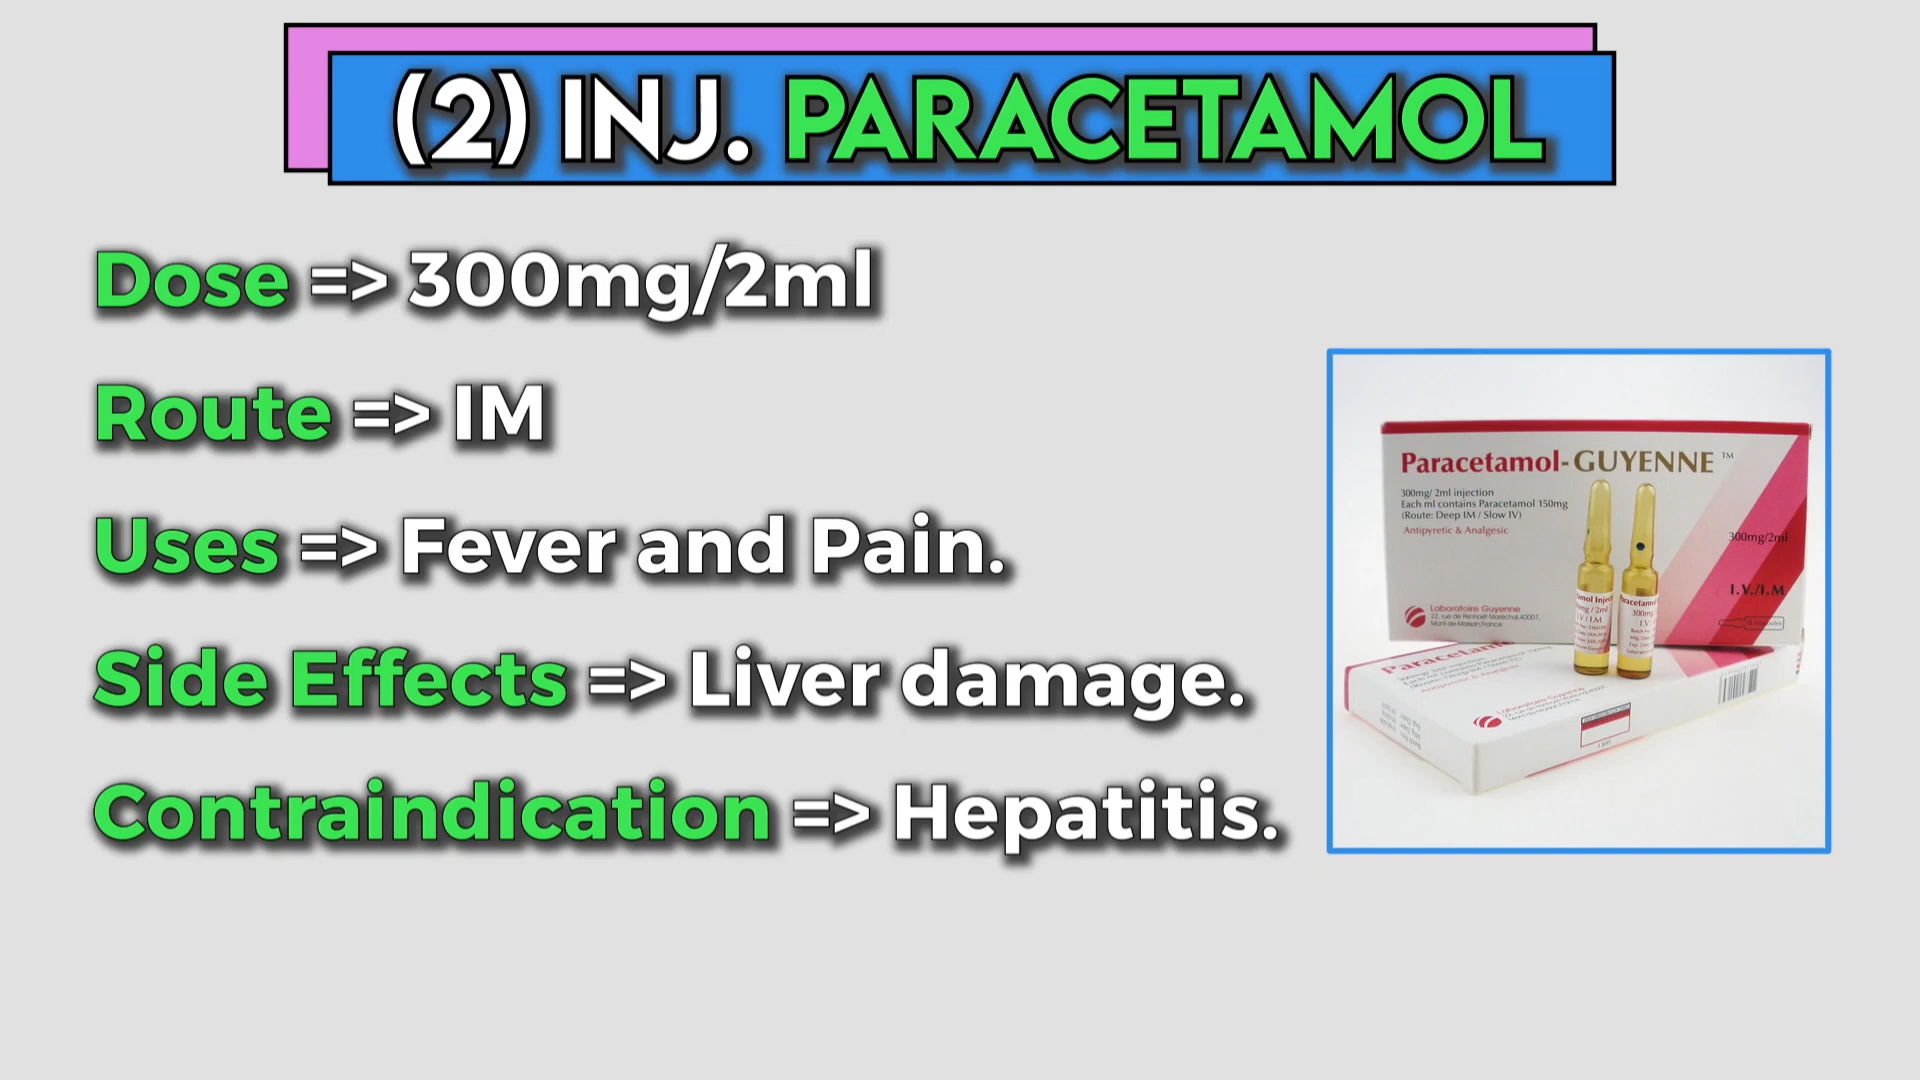 (2) INJ. PARACETAMOL
Dose => 300mg/2ml
Route => IM
Uses => Fever and Pain.
Side Effects => Liver damage.
Contraindication => Hepatitis.
Paracetamol-GUYENNE ™
300mg/ 2ml injection
Each ml contains Paracetamol 150mg
(Route: Deep IM / Slow IV)
Antipyretic & Analgesic
300mg/2ml
I.V./I.M
Laboratoire Guyenne